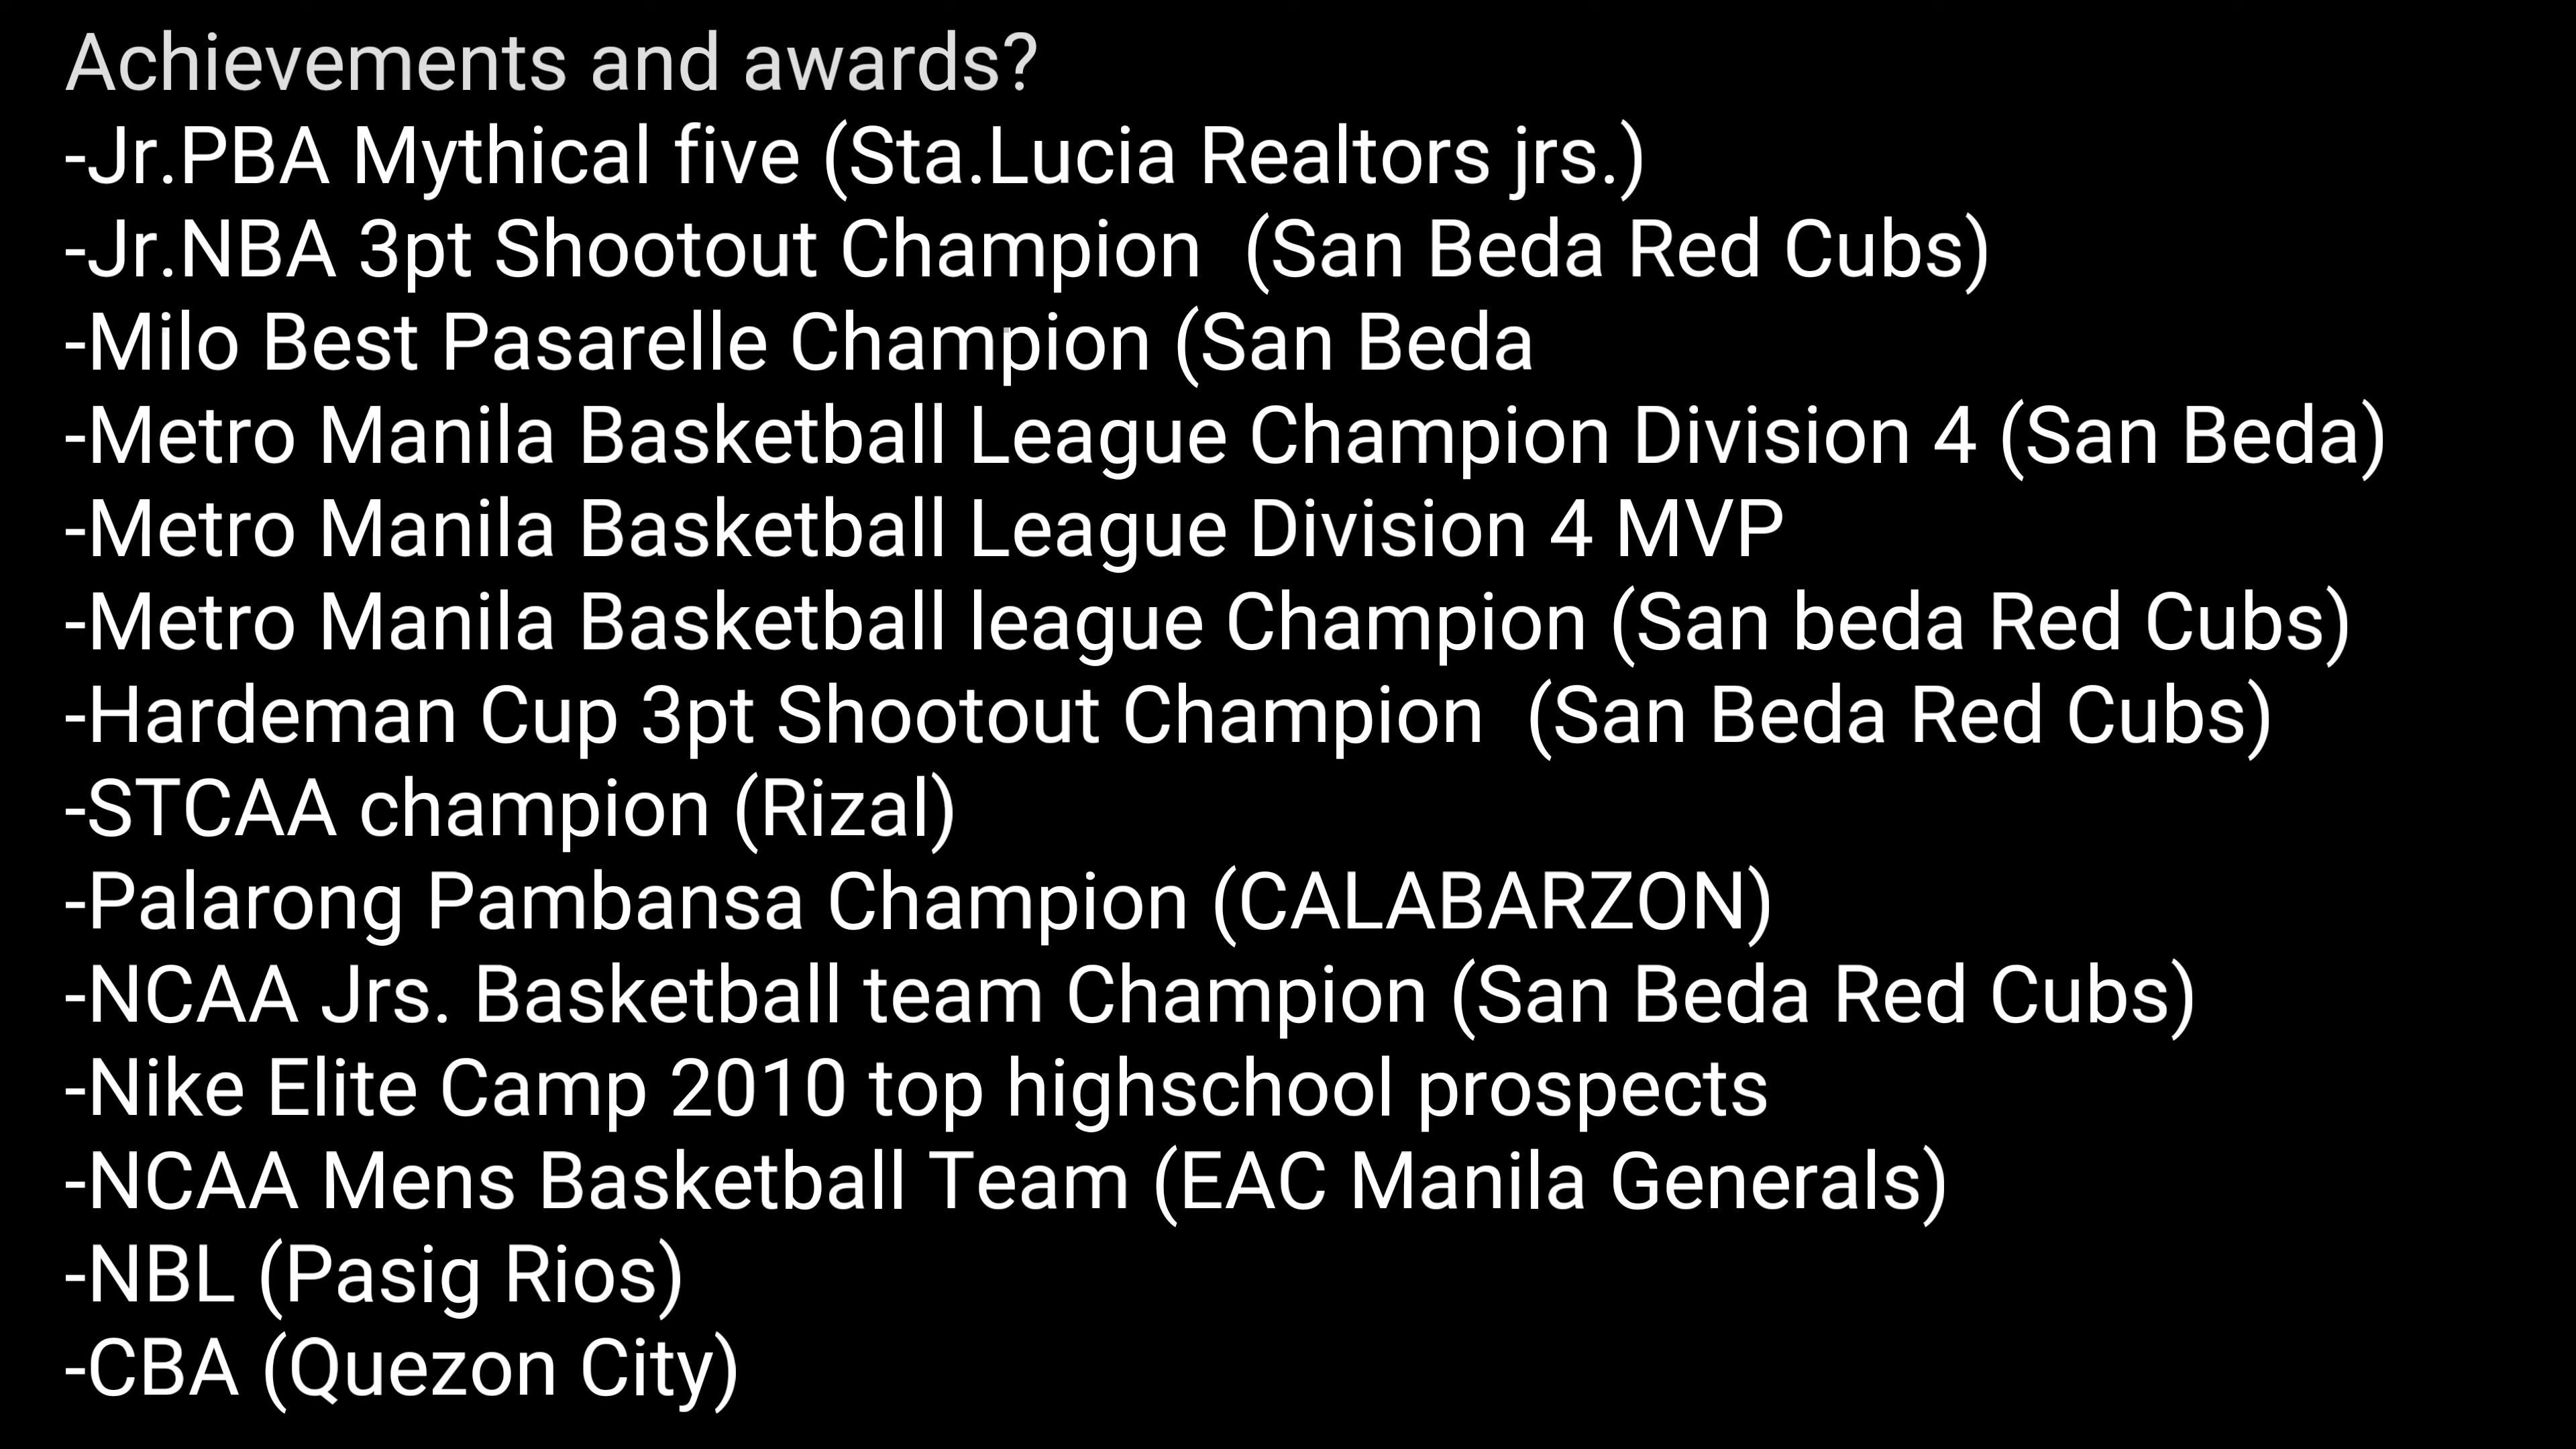 Achievements and awards?
-Jr.PBA Mythical five (Sta.Lucia Realtors jrs.)
-Jr.NBA 3pt Shootout Champion  (San Beda Red Cubs)
-Milo Best Pasarelle Champion (San Beda
-Metro Manila Basketball League Champion Division 4 (San Beda)
-Metro Manila Basketball League Division 4 MVP
-Metro Manila Basketball league Champion (San beda Red Cubs)
-Hardeman Cup 3pt Shootout Champion  (San Beda Red Cubs)
-STCAA champion (Rizal)
-Palarong Pambansa Champion (CALABARZON)
-NCAA Jrs. Basketball team Champion (San Beda Red Cubs)
-Nike Elite Camp 2010 top highschool prospects
-NCAA Mens Basketball Team (EAC Manila Generals)
-NBL (Pasig Rios)
-CBA (Quezon City)